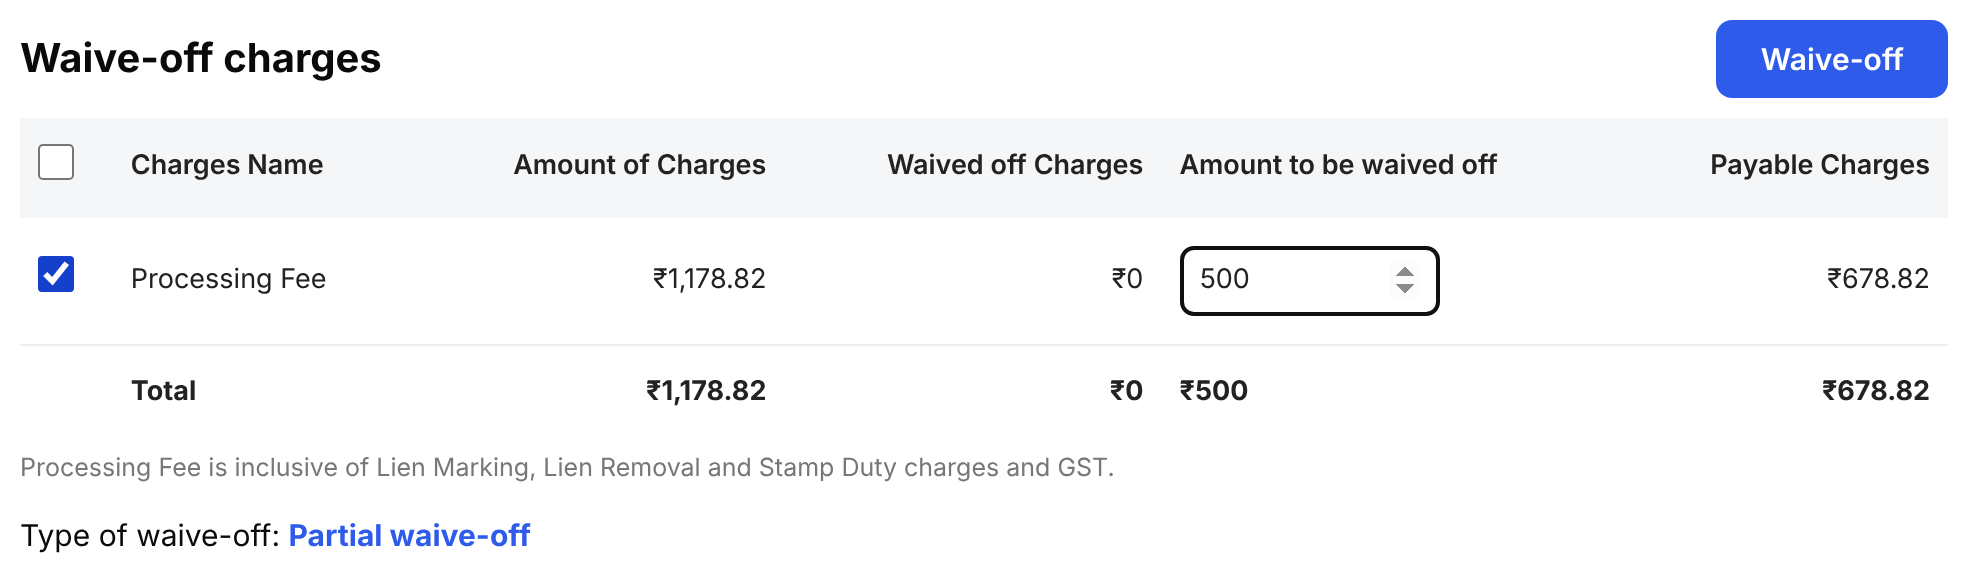 Waive-off charges Waive-off
Charges Name Amount of Charges Waived off Charges Amount to be waived off Payable Charges
Processing Fee ₹1,178.82 ₹0 500 ₹678.82
Total ₹1,178.82 ₹0 ₹500 ₹678.82
Processing Fee is inclusive of Lien Marking, Lien Removal and Stamp Duty charges and GST.
Type of waive-off: Partial waive-off